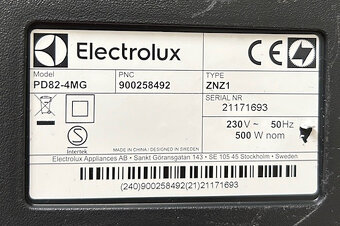 Electrolux
CE
Model PNC TYPE
PD82-4MG 900258492 ZNZ1
SERIAL NR
21171693
230V ~ 50Hz
500 W nom
S
Intertek
MADE IN CHINA / DESIGNED IN SWEDEN
Electrolux Appliances AB • Sankt Göransgatan 143 • SE 105 45 Stockholm • Sweden
(240)900258492(21)21171693